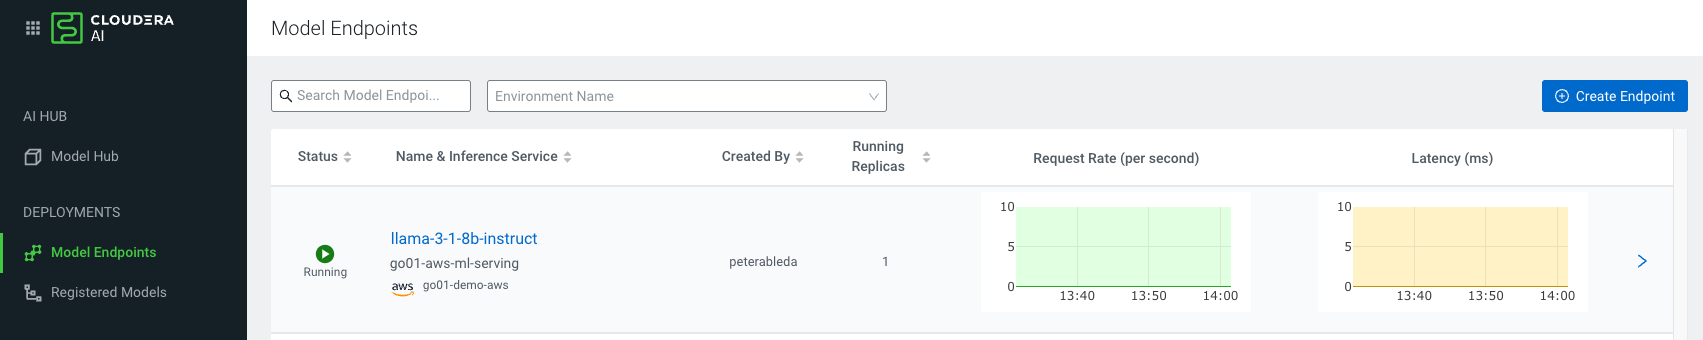 CLOUDERA
AI
AI HUB
Model Hub
DEPLOYMENTS
Model Endpoints
Registered Models
Model Endpoints
Search Model Endpoi...
Environment Name
Create Endpoint
Status
Name & Inference Service
Created By
Running
Replicas
Request Rate (per second)
Latency (ms)
Running
llama-3-1-8b-instruct
go01-aws-ml-serving
aws go01-demo-aws
peterableda
1
10
5
0
13:40 13:50 14:00
10
5
0
13:40 13:50 14:00